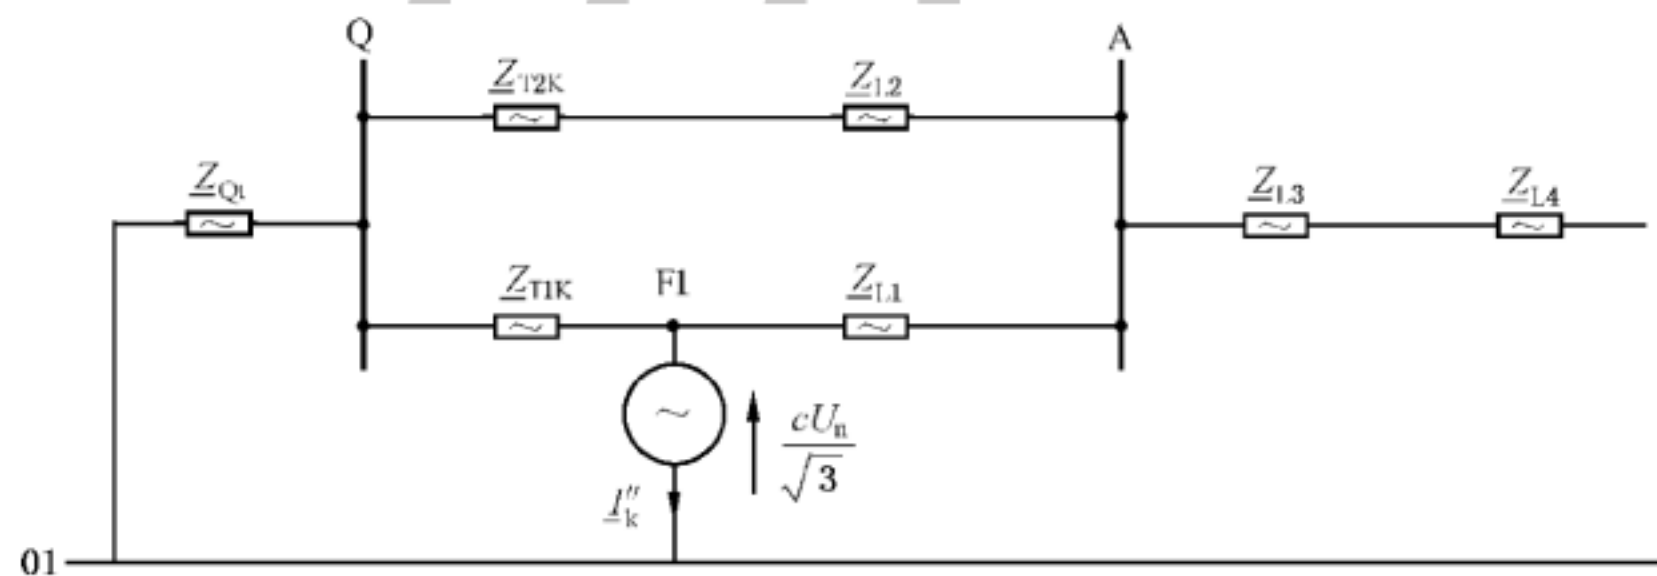 Q
A
Z_T2K
Z_L2
Z_Qt
Z_L3
Z_L4
Z_T1K
F1
Z_L1
~
cU_n
√3
I″_k
01